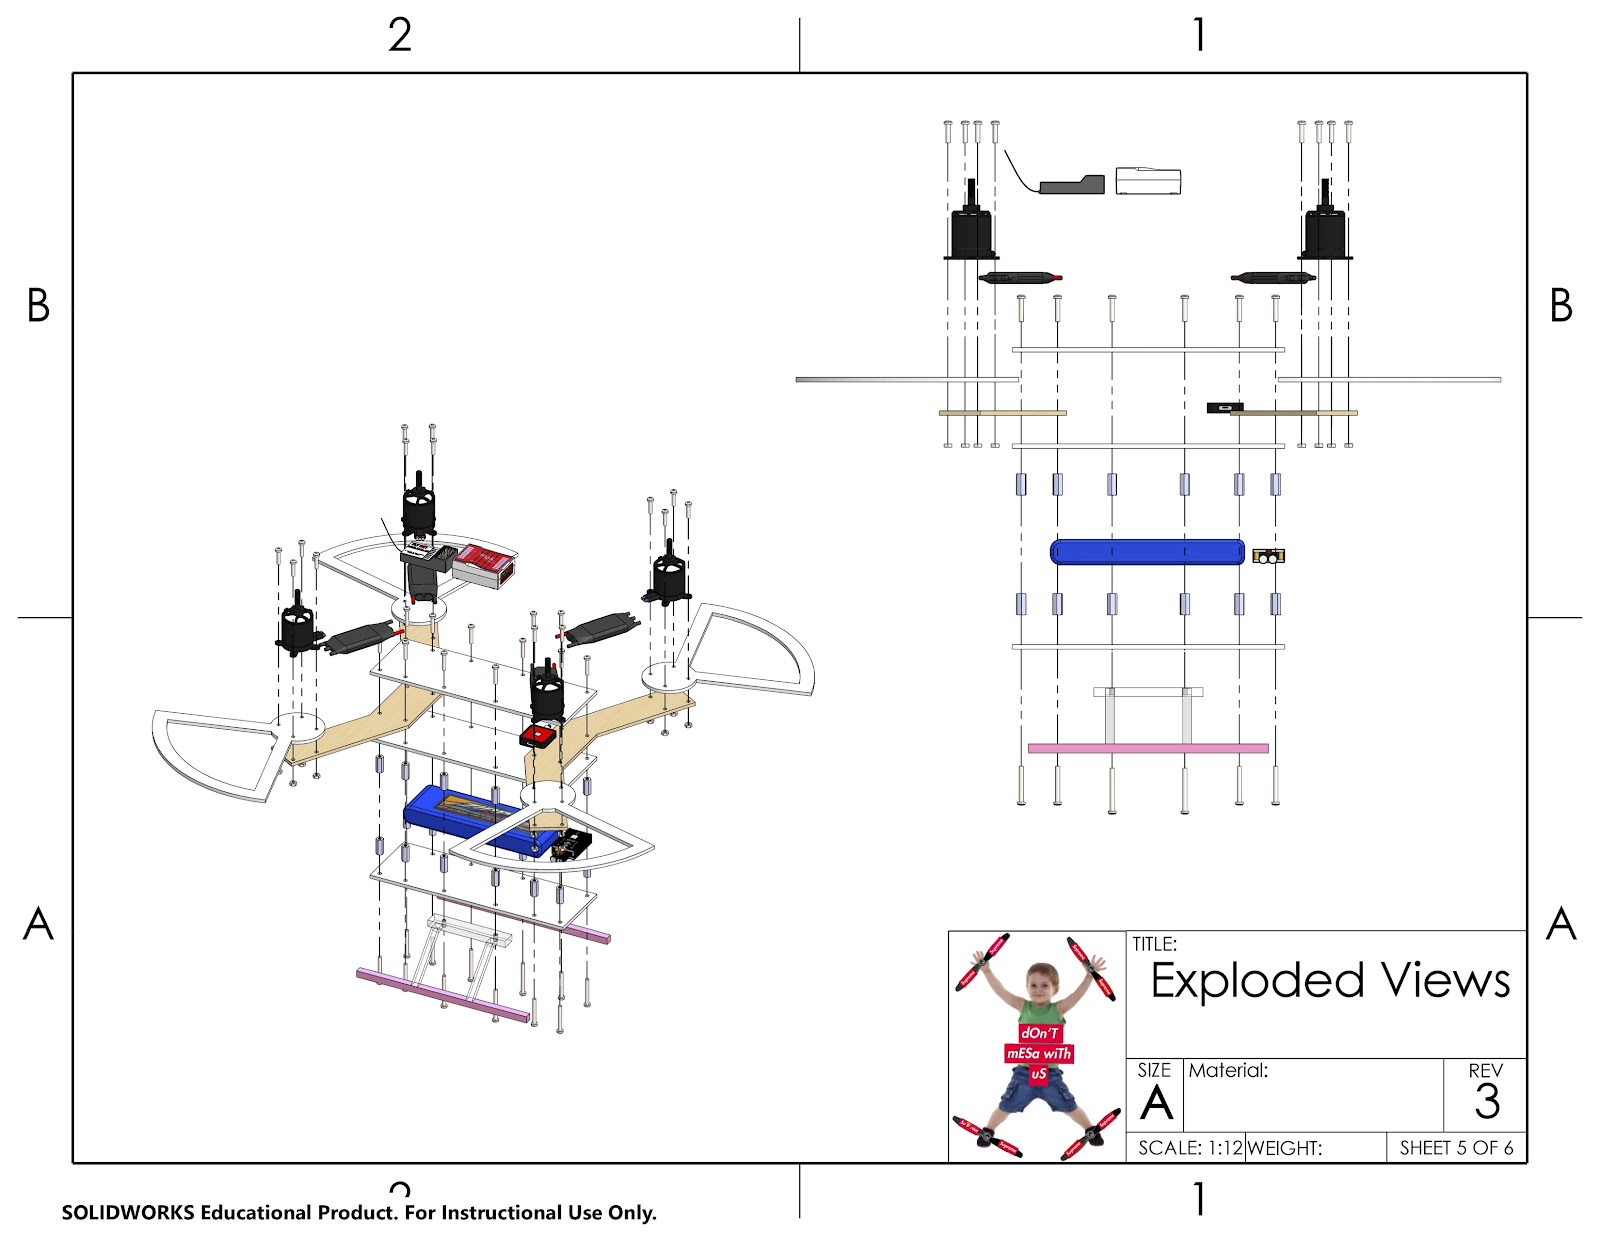 2
1
B
B
A
A
TITLE:
Exploded Views
dOn'T
mESa wiTh
uS
SIZE
A
Material:
REV
3
SCALE: 1:12
WEIGHT:
SHEET 5 OF 6
2
1
SOLIDWORKS Educational Product. For Instructional Use Only.